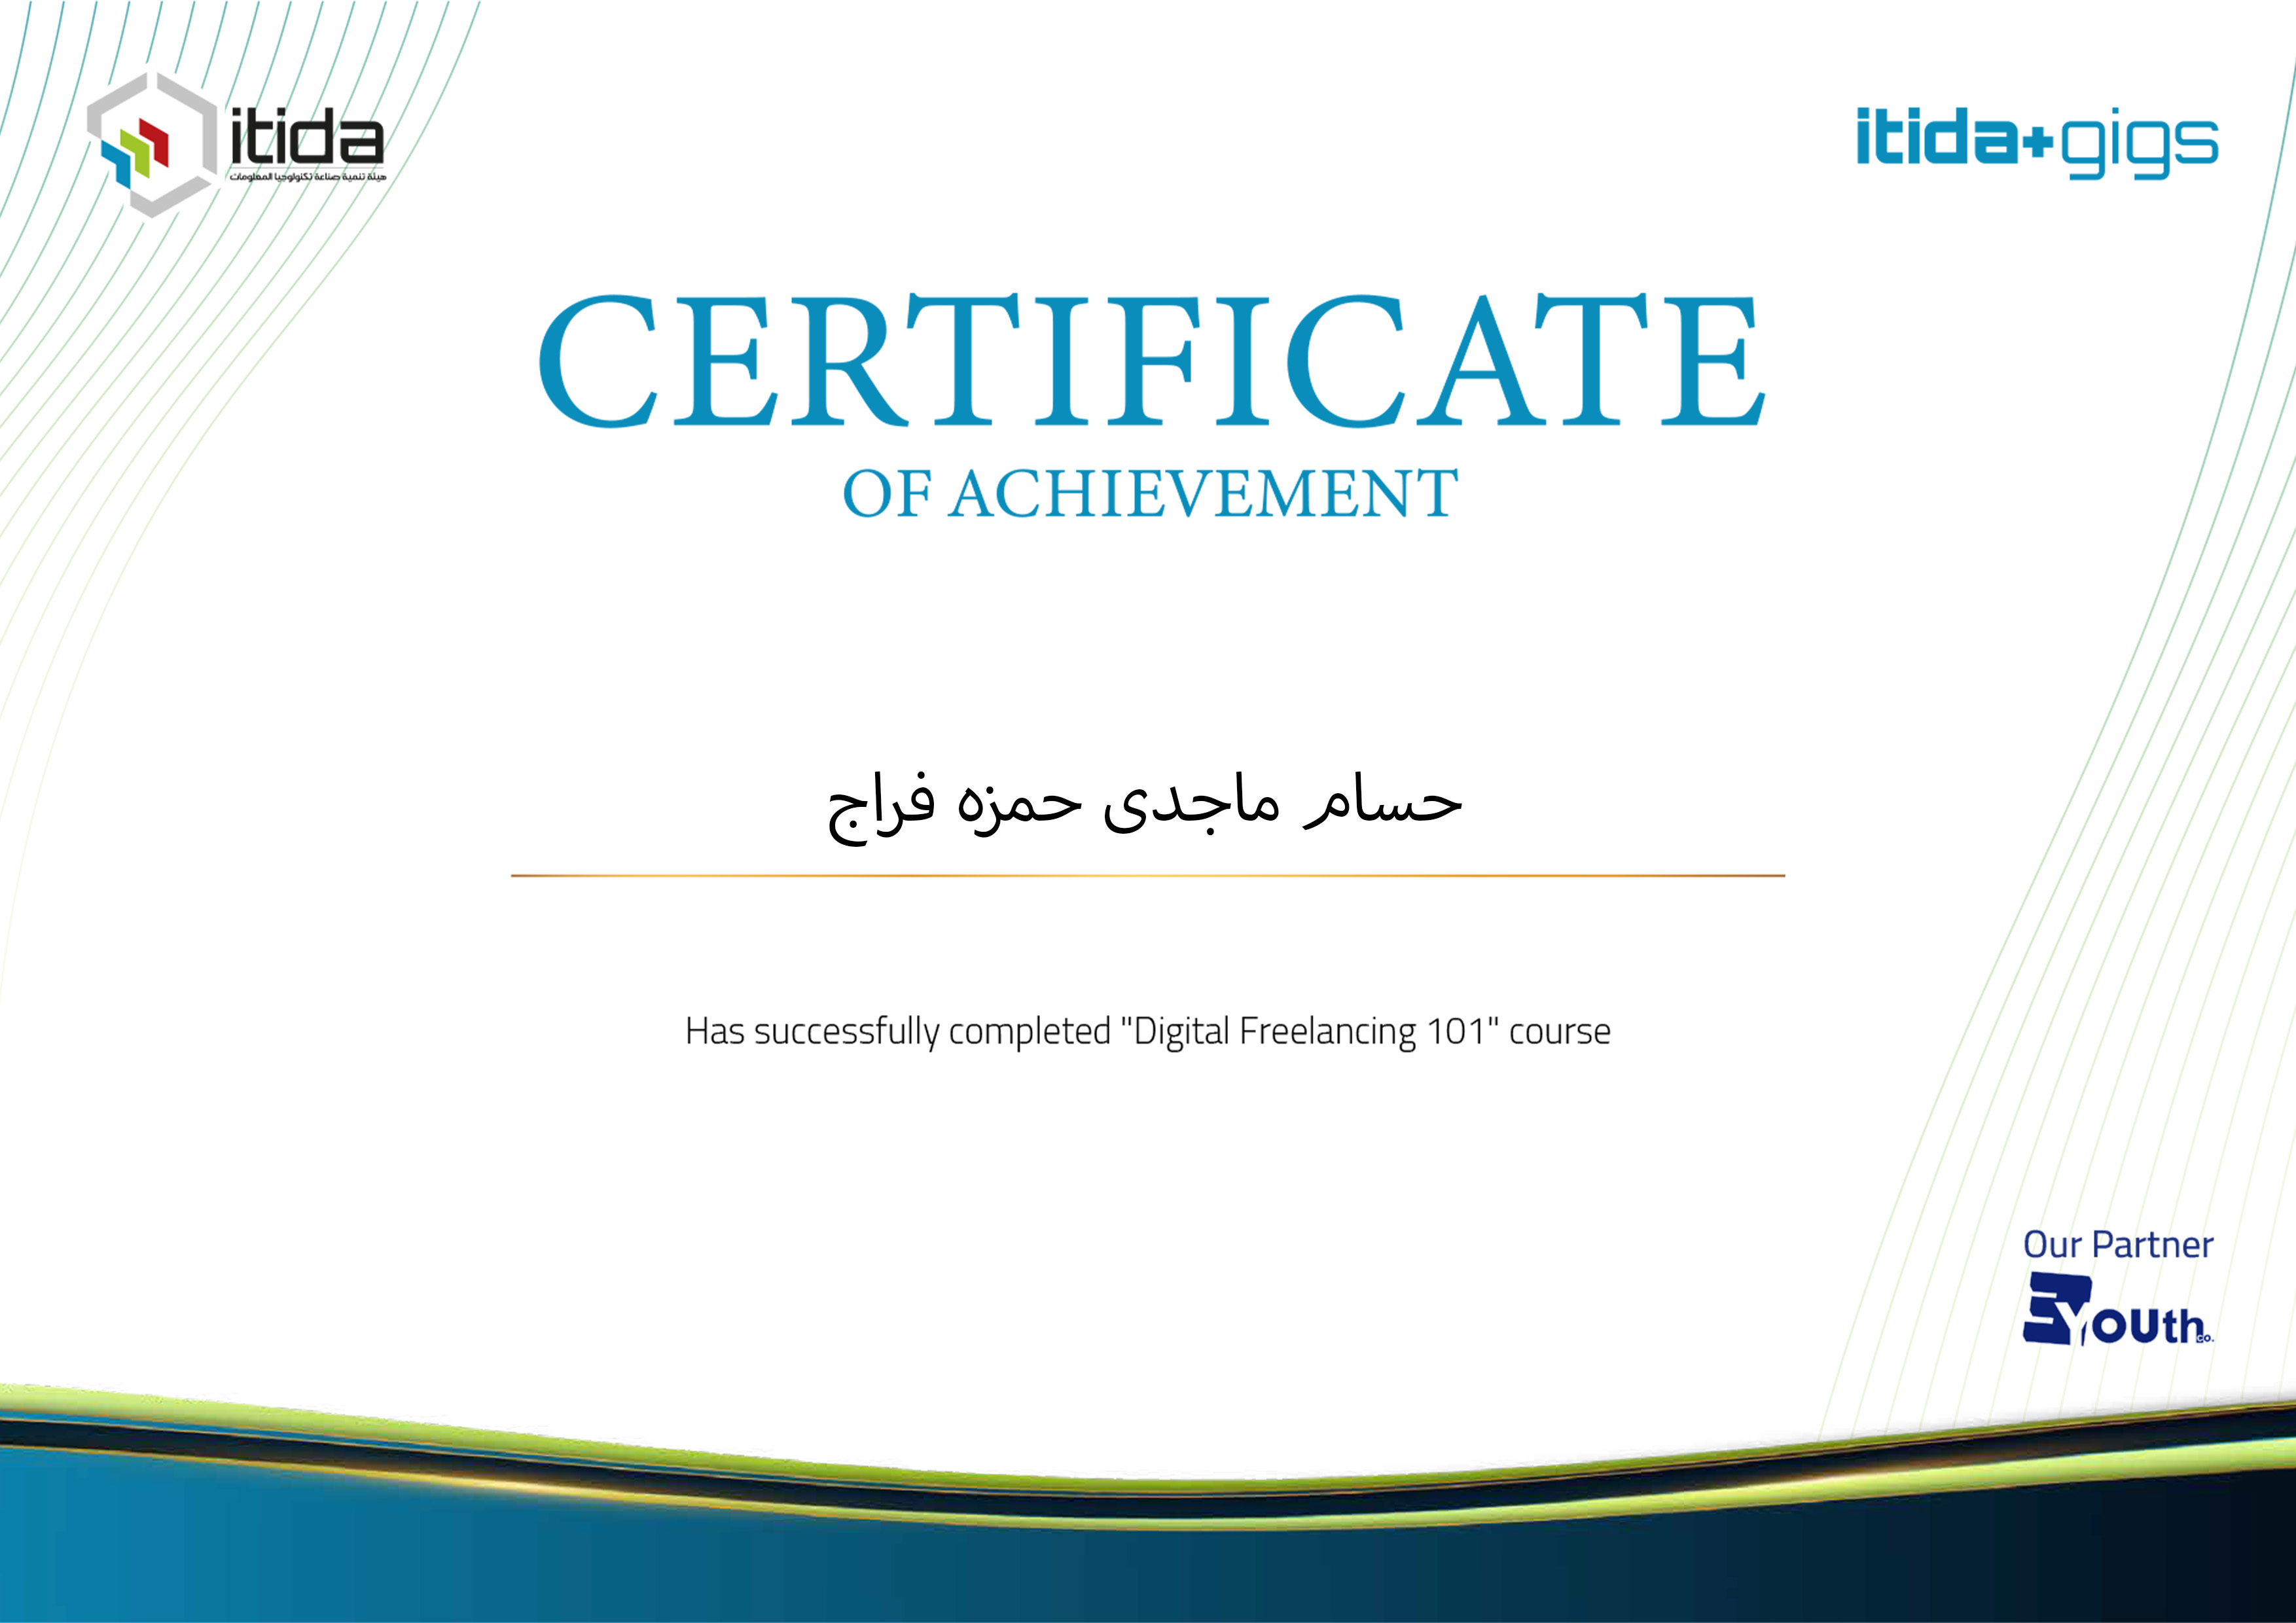 itida
هيئة تنمية صناعة تكنولوجيا المعلومات
itida+gigs
CERTIFICATE
OF ACHIEVEMENT
حسام ماجدى حمزه فراج
Has successfully completed "Digital Freelancing 101" course
Our Partner
EYouth co.